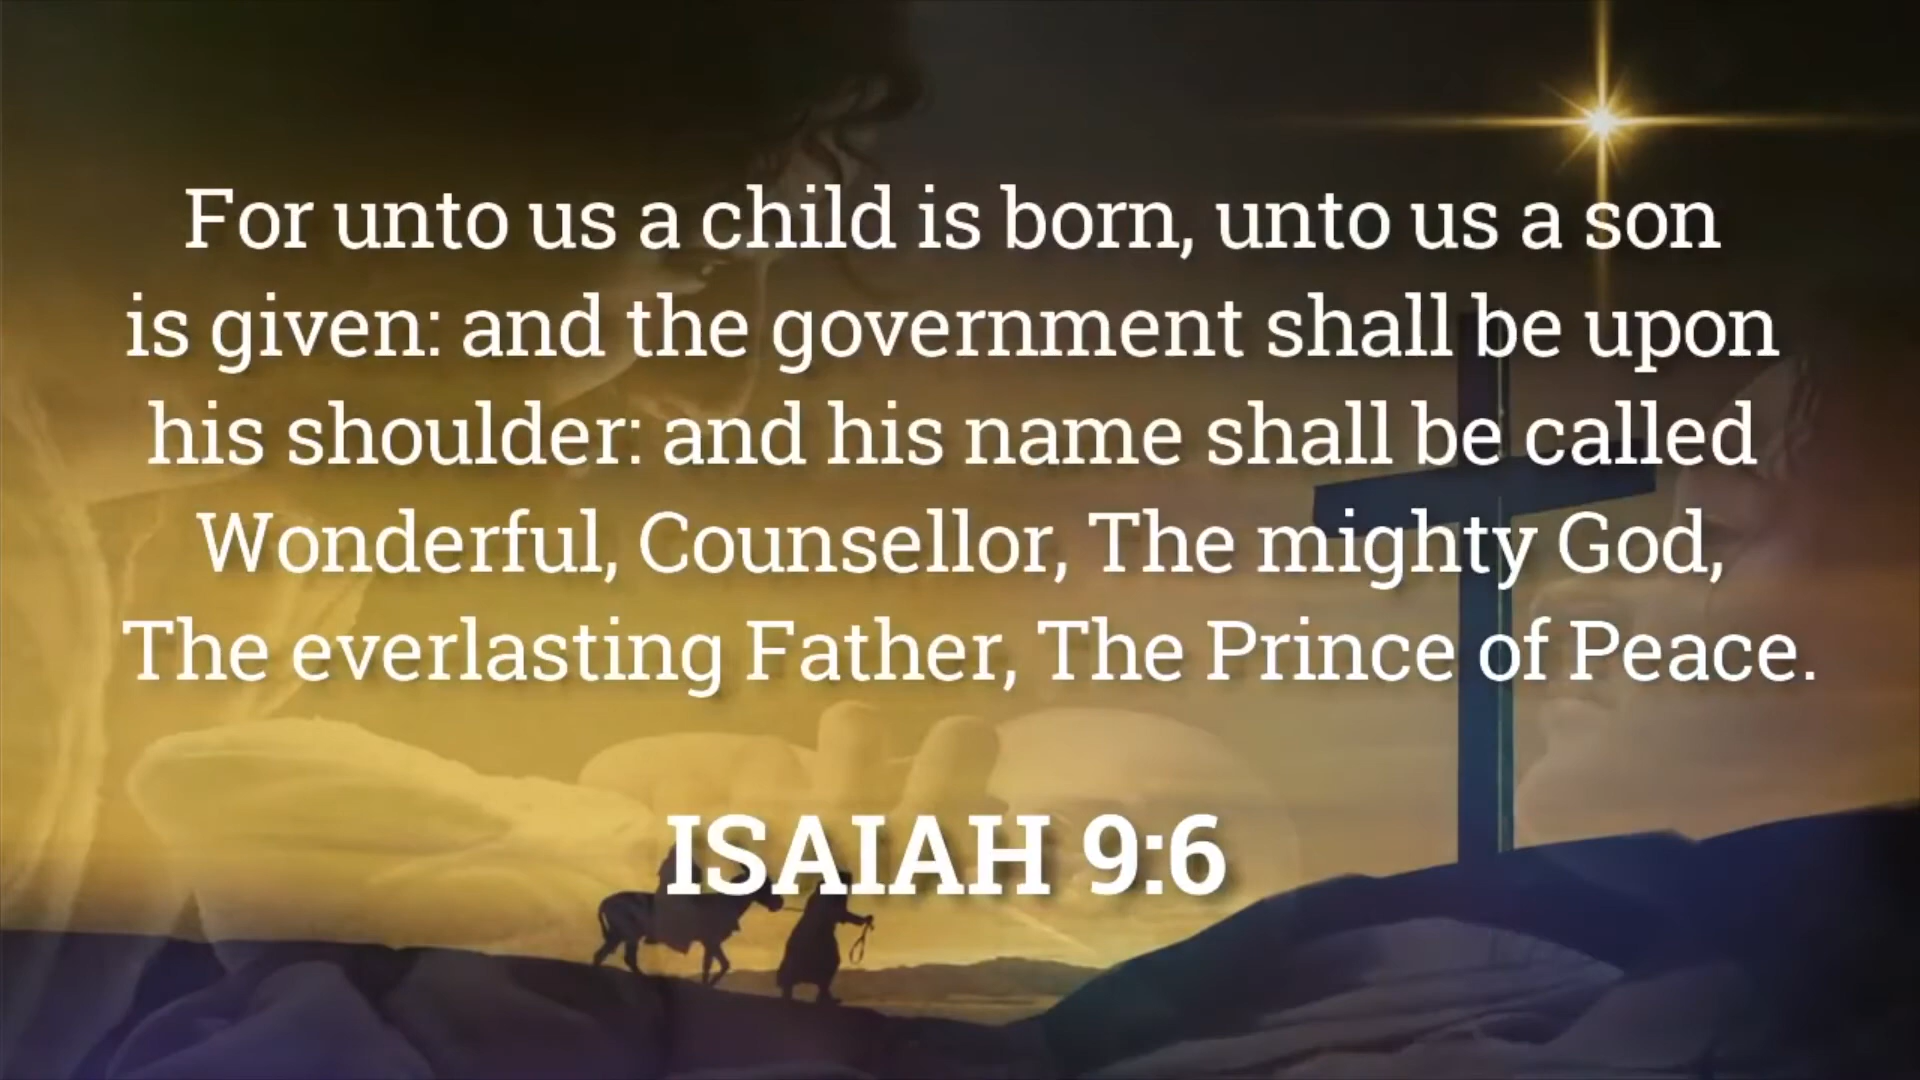 For unto us a child is born, unto us a son
is given: and the government shall be upon
his shoulder: and his name shall be called
Wonderful, Counsellor, The mighty God,
The everlasting Father, The Prince of Peace.
ISAIAH 9:6